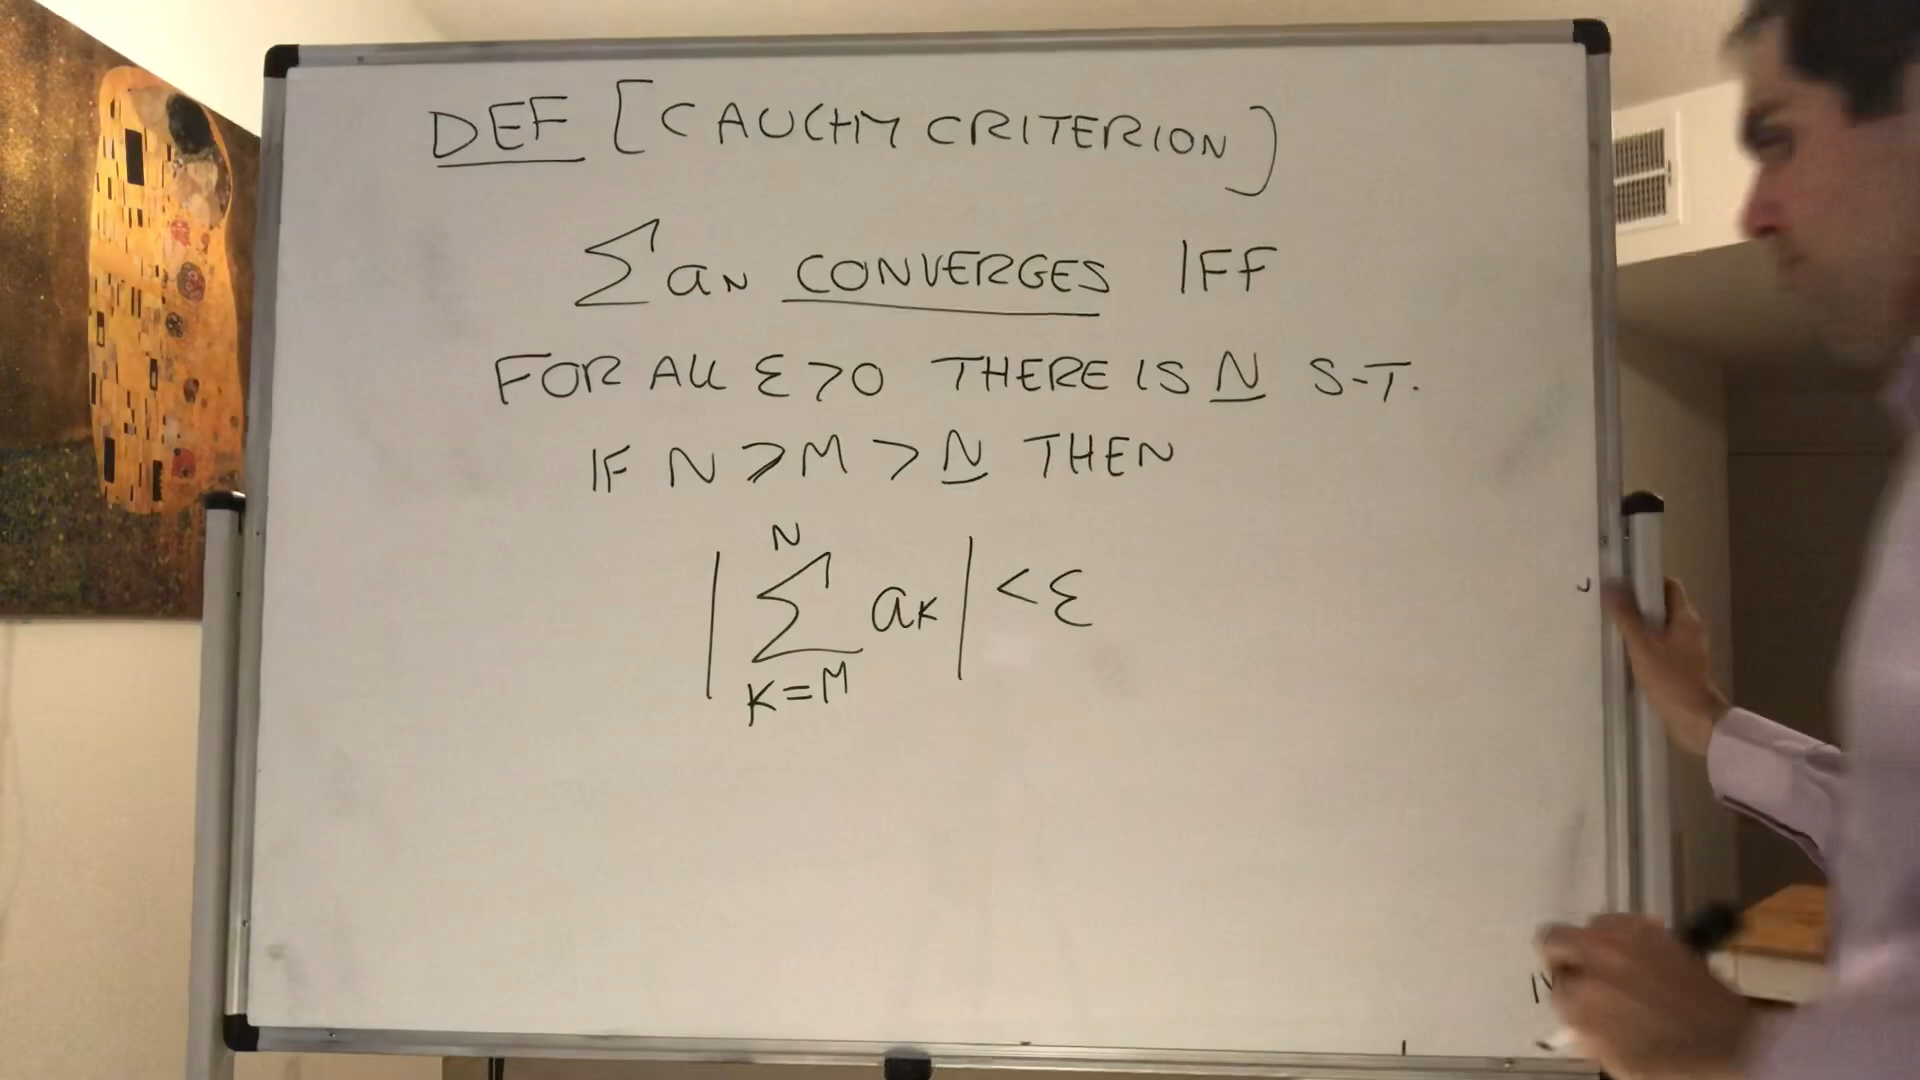 DEF [CAUCHY CRITERION]
∑ aN CONVERGES IFF
FOR ALL ε>0 THERE IS N S.T.
IF N ⩾ M > N THEN
| N ∑ K=M aK | < ε